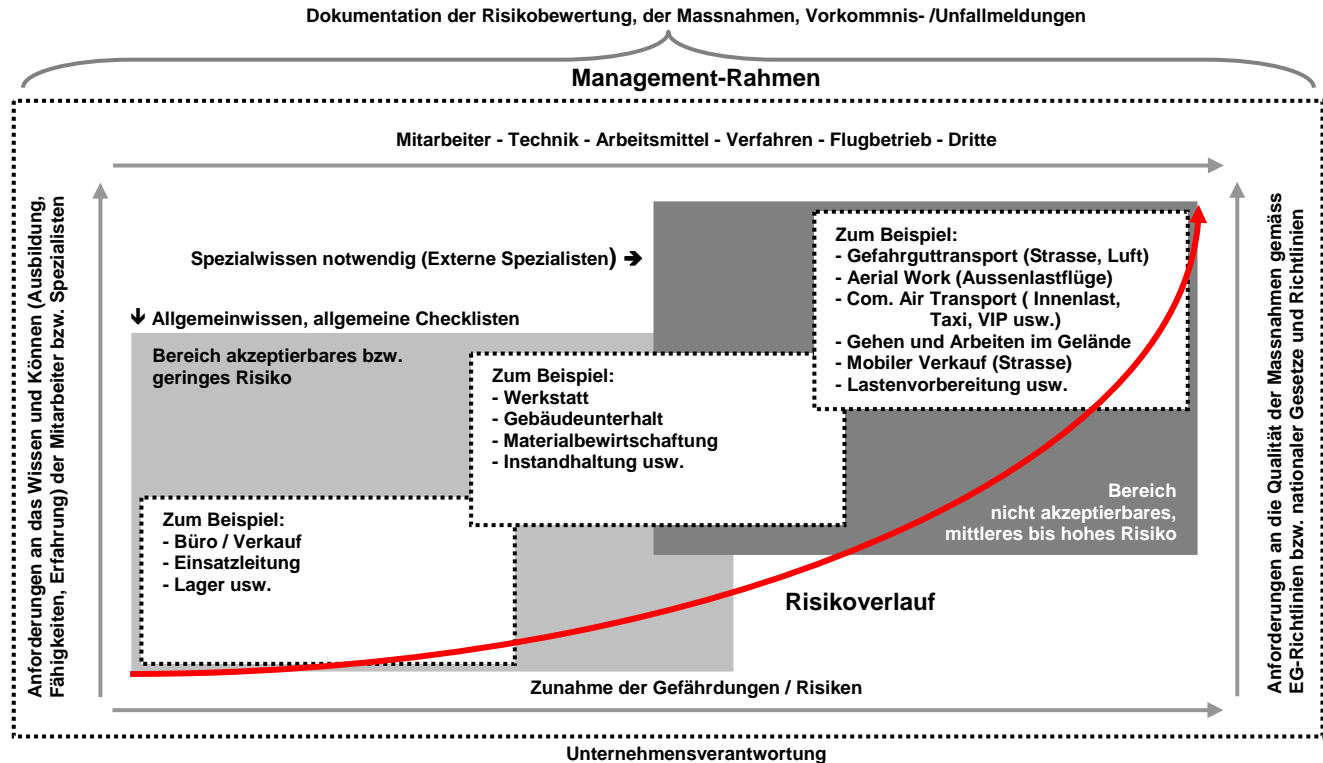 Dokumentation der Risikobewertung, der Massnahmen, Vorkommnis- /Unfallmeldungen
Management-Rahmen
Mitarbeiter - Technik - Arbeitsmittel - Verfahren - Flugbetrieb - Dritte
Anforderungen an das Wissen und Können (Ausbildung,
Fähigkeiten, Erfahrung) der Mitarbeiter bzw. Spezialisten
Spezialwissen notwendig (Externe Spezialisten) ➔
🡻 Allgemeinwissen, allgemeine Checklisten
Bereich akzeptierbares bzw.
geringes Risiko
Zum Beispiel:
- Büro / Verkauf
- Einsatzleitung
- Lager usw.
Zum Beispiel:
- Werkstatt
- Gebäudeunterhalt
- Materialbewirtschaftung
- Instandhaltung usw.
Zum Beispiel:
- Gefahrguttransport (Strasse, Luft)
- Aerial Work (Aussenlastflüge)
- Com. Air Transport ( Innenlast,
Taxi, VIP usw.)
- Gehen und Arbeiten im Gelände
- Mobiler Verkauf (Strasse)
- Lastenvorbereitung usw.
Bereich
nicht akzeptierbares,
mittleres bis hohes Risiko
Risikoverlauf
Zunahme der Gefährdungen / Risiken
Anforderungen an die Qualität der Massnahmen gemäss
EG-Richtlinien bzw. nationaler Gesetze und Richtlinien
Unternehmensverantwortung